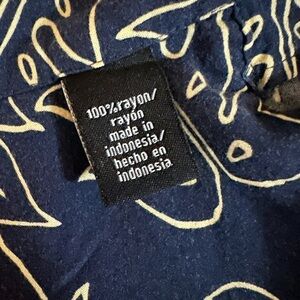 100%rayon/
rayón
made in
indonesia/
hecho en
indonesia